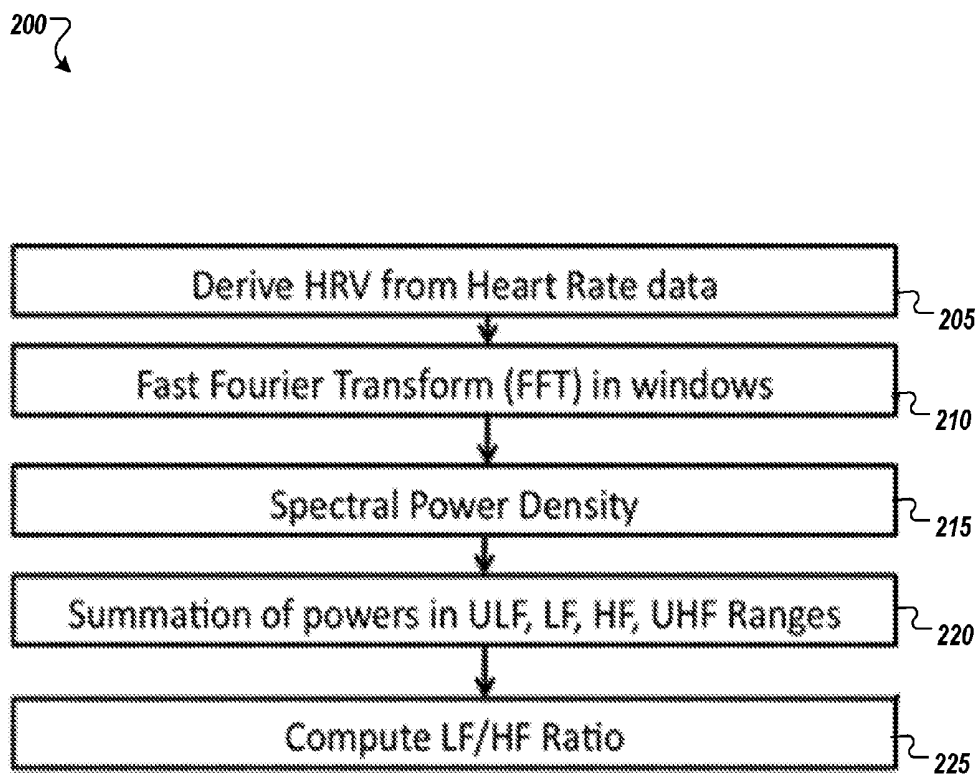 200
Derive HRV from Heart Rate data
205
Fast Fourier Transform (FFT) in windows
210
Spectral Power Density
215
Summation of powers in ULF, LF, HF, UHF Ranges
220
Compute LF/HF Ratio
225